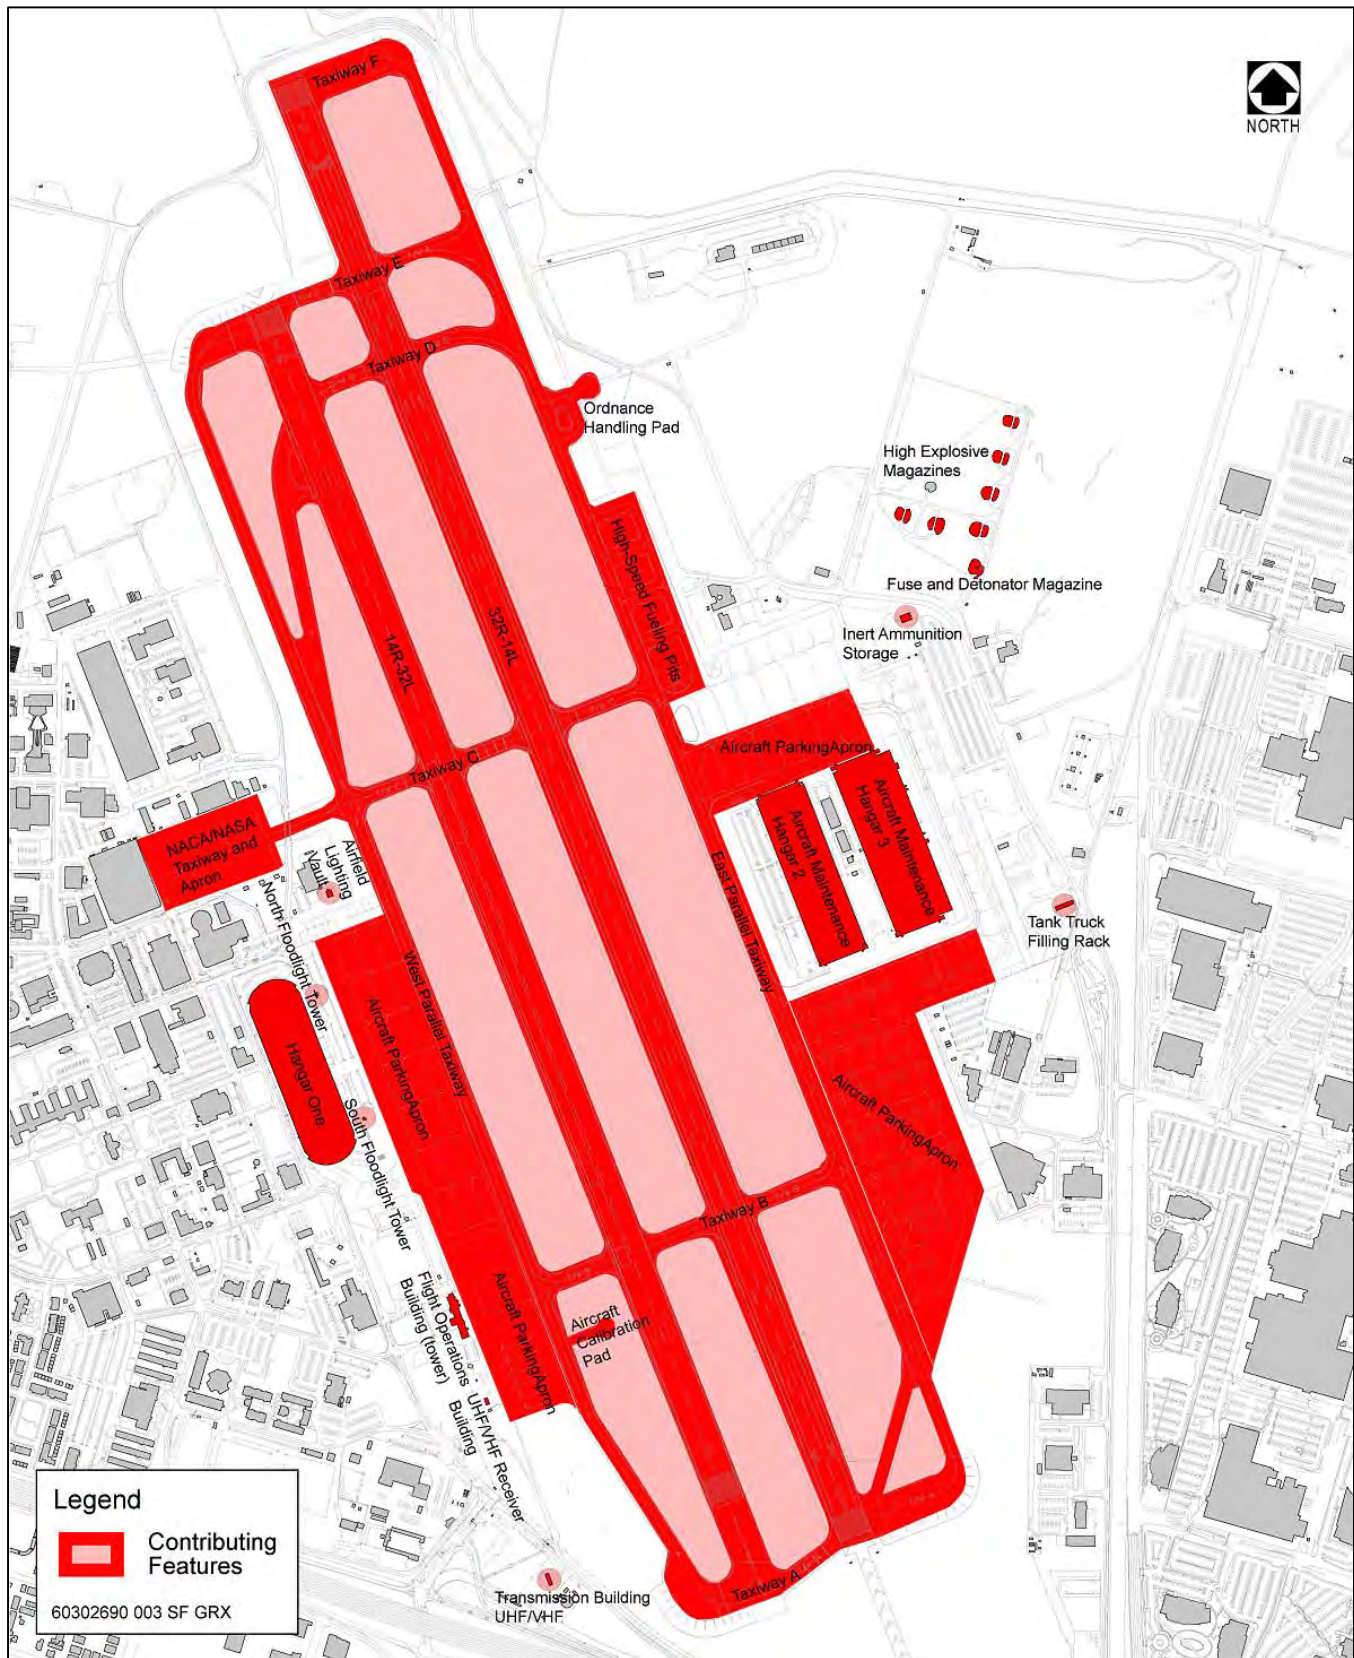 Taxiway F
NORTH
Taxiway E
Taxiway D
Ordnance
Handling Pad
High Explosive
Magazines
High-Speed Fueling Pits
Fuse and Detonator Magazine
Inert Ammunition
Storage
32R-14L
14R-32L
Aircraft ParkingApron
Taxiway C
Aircraft Maintenance
Hangar 3
Aircraft Maintenance
Hangar 2
NACA/NASA
Taxiway and
Apron
Airfield
Lighting
Vault
North Floodlight Tower
East Parallel Taxiway
Tank Truck
Filling Rack
West Parallel Taxiway
Aircraft ParkingApron
Hangar One
South Floodlight Tower
Aircraft ParkingApron
Taxiway B
Flight Operations
Building (tower)
Aircraft ParkingApron
Aircraft
Calibration
Pad
UHF/VHF Receiver
Building
Taxiway A
Transmission Building
UHF/VHF
Legend
Contributing
Features
60302690 003 SF GRX